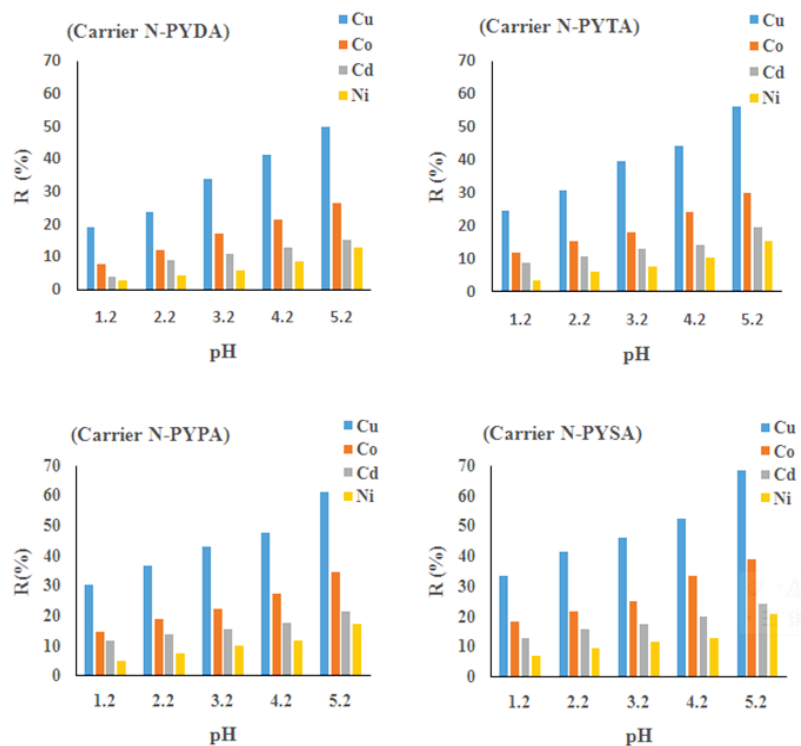 (Carrier N-PYDA)
Cu
Co
Cd
Ni
70
60
50
40
30
20
10
0
R (%)
1.2 2.2 3.2 4.2 5.2
pH
(Carrier N-PYTA)
Cu
Co
Cd
Ni
70
60
50
40
30
20
10
0
R (%)
1.2 2.2 3.2 4.2 5.2
pH
(Carrier N-PYPA)
Cu
Co
Cd
Ni
70
60
50
40
30
20
10
0
R(%)
1.2 2.2 3.2 4.2 5.2
pH
(Carrier N-PYSA)
Cu
Co
Cd
Ni
70
60
50
40
30
20
10
0
R (%)
1.2 2.2 3.2 4.2 5.2
pH